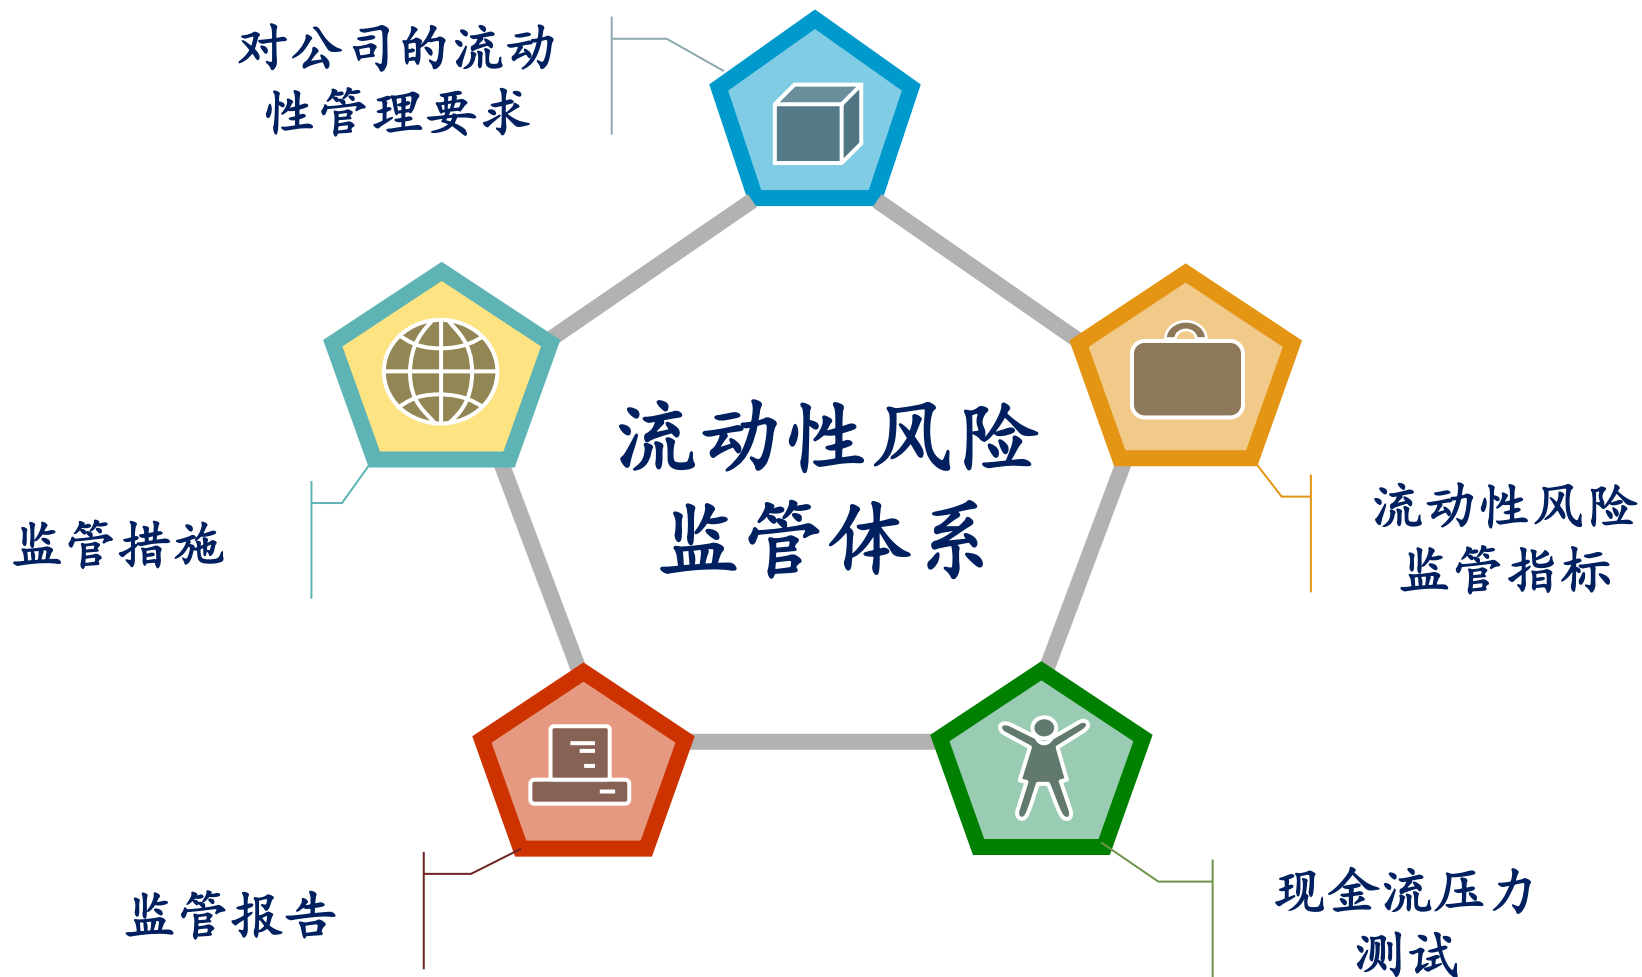 对公司的流动
性管理要求
流动性风险
监管体系
监管措施
流动性风险
监管指标
监管报告
现金流压力
测试